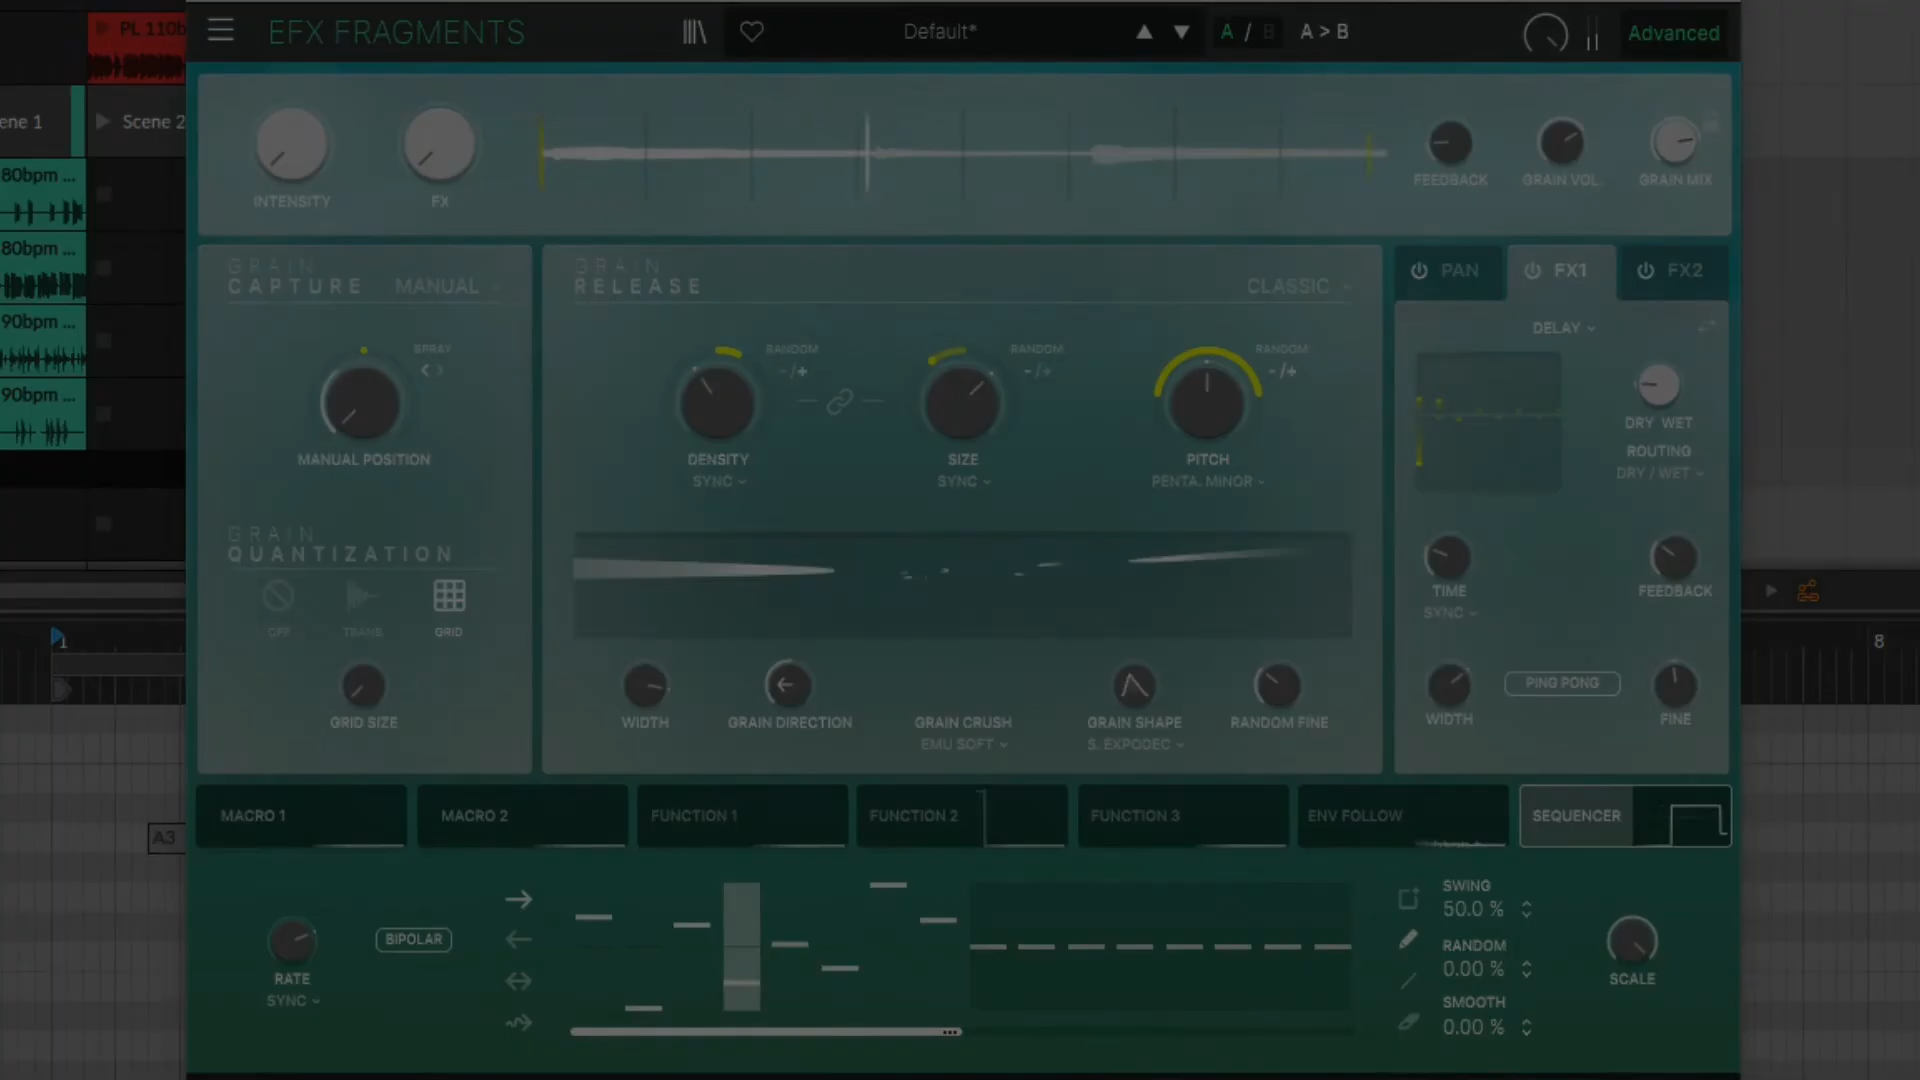 PL 110b
EFX FRAGMENTS
Default*
A / B
A > B
Advanced
ene 1
Scene 2
80bpm ...
80bpm ...
90bpm ...
90bpm ...
INTENSITY
FX
FEEDBACK
GRAIN VOL.
GRAIN MIX
GRAIN
CAPTURE
MANUAL
SPRAY
MANUAL POSITION
GRAIN
QUANTIZATION
OFF
TRANS
GRID
GRID SIZE
GRAIN
RELEASE
CLASSIC
RANDOM
- / +
RANDOM
- / +
RANDOM
- / +
DENSITY
SYNC
SIZE
SYNC
PITCH
PENTA. MINOR
WIDTH
GRAIN DIRECTION
GRAIN CRUSH
EMU SOFT
GRAIN SHAPE
S. EXPODEC
RANDOM FINE
PAN
FX1
FX2
DELAY
DRY WET
ROUTING
DRY / WET
TIME
SYNC
FEEDBACK
WIDTH
PING PONG
FINE
1
8
A3
MACRO 1
MACRO 2
FUNCTION 1
FUNCTION 2
FUNCTION 3
ENV FOLLOW
SEQUENCER
RATE
SYNC
BIPOLAR
SWING
50.0 %
RANDOM
0.00 %
SMOOTH
0.00 %
SCALE